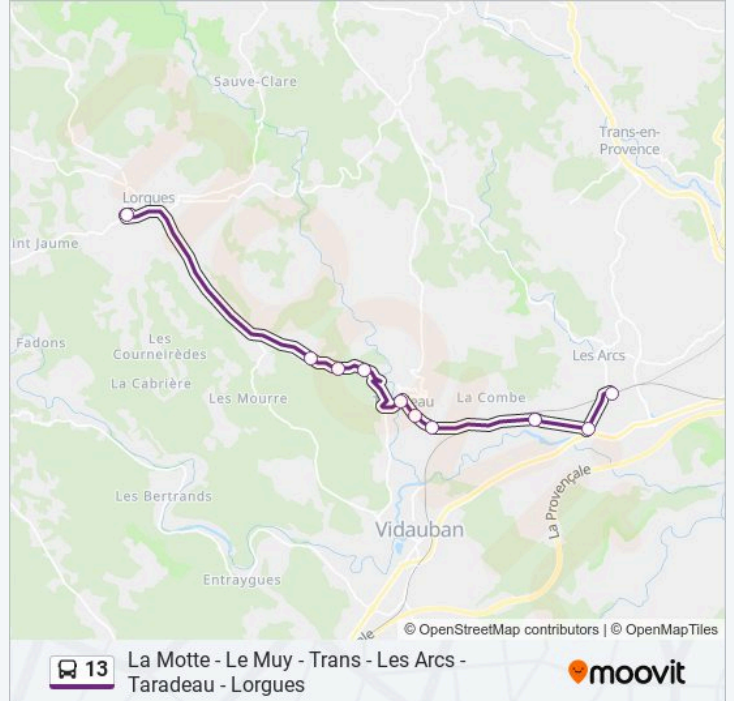 Sauve-Clare
Trans-en-
Provence
Lorgues
int Jaume
Les Arcs
Fadons
Les
Courneirèdes
La Cabrière
Les Mourre
eau
La Combe
La Provençale
Les Bertrands
Vidauban
Entraygues
le
© OpenStreetMap contributors | © OpenMapTiles
13
La Motte - Le Muy - Trans - Les Arcs -
Taradeau - Lorgues
moovit